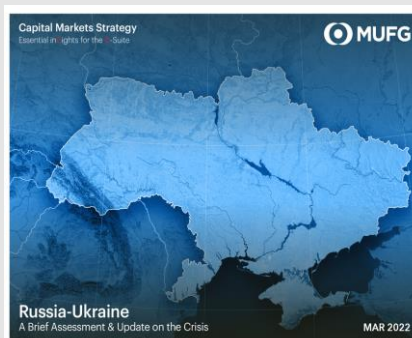 Capital Markets Strategy
Essential inSights for the C-Suite
MUFG
Russia-Ukraine
A Brief Assessment & Update on the Crisis
MAR 2022